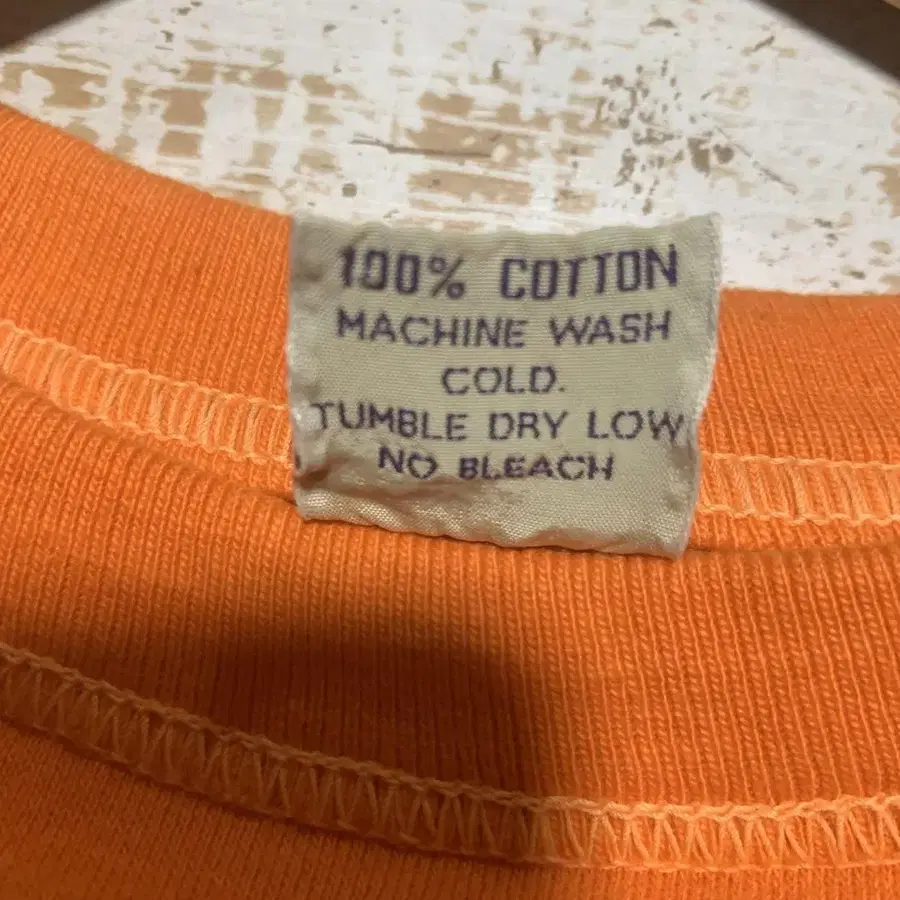 100% COTTON
MACHINE WASH
COLD.
TUMBLE DRY LOW
NO BLEACH